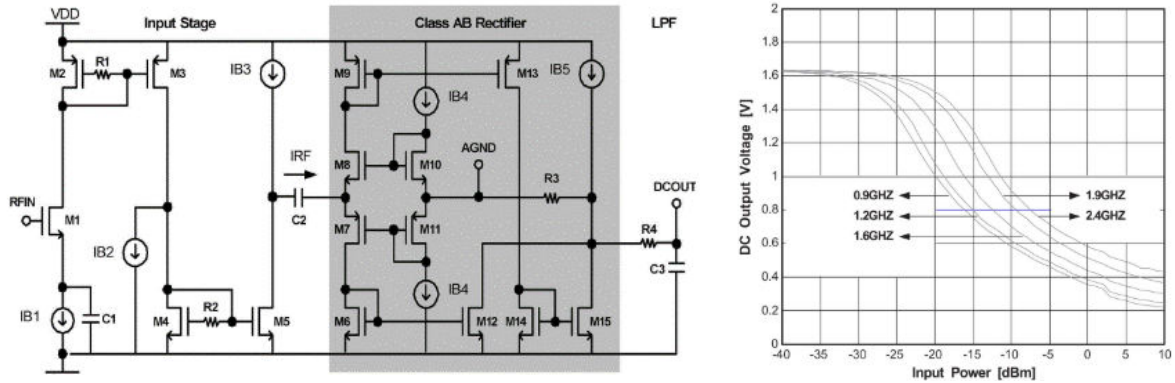 VDD
Input Stage
Class AB Rectifier
LPF
R1
M2
M3
IB3
M9
M13
IB5
IB4
IRF
M8
M10
AGND
R3
DCOUT
RFIN
M1
C2
M7
M11
R4
C3
IB2
IB4
IB1
C1
M4
R2
M5
M6
M12
M14
M15
DC Output Voltage [V]
2
1.8
1.6
1.4
1.2
1
0.8
0.6
0.4
0.2
0
0.9GHZ
1.2GHZ
1.6GHZ
1.9GHZ
2.4GHZ
-40
-35
-30
-25
-20
-15
-10
-5
0
5
10
Input Power [dBm]